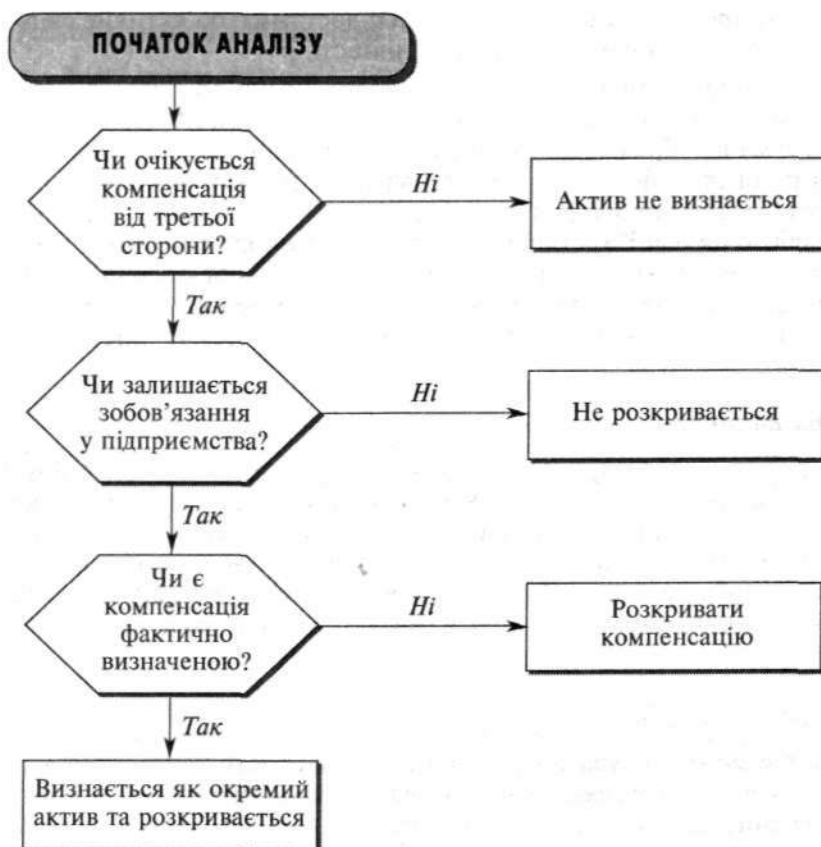 ПОЧАТОК АНАЛІЗУ
Чи очікується
компенсація
від третьої
сторони?
Ні
Актив не визнається
Так
Чи залишається
зобов'язання
у підприємства?
Ні
Не розкривається
Так
Чи є
компенсація
фактично
визначеною?
Ні
Розкривати
компенсацію
Так
Визнається як окремий
актив та розкривається